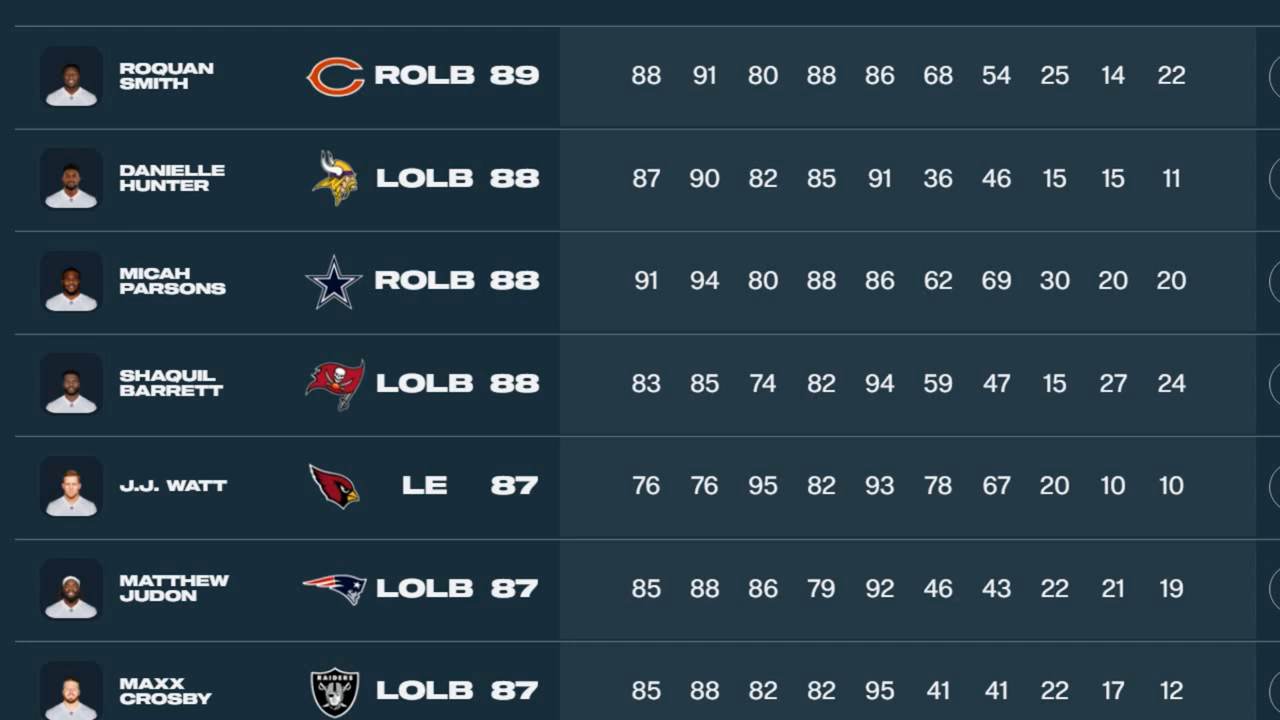 ROQUAN
SMITH
ROLB 89 88 91 80 88 86 68 54 25 14 22
DANIELLE
HUNTER
LOLB 88 87 90 82 85 91 36 46 15 15 11
MICAH
PARSONS
ROLB 88 91 94 80 88 86 62 69 30 20 20
SHAQUIL
BARRETT
LOLB 88 83 85 74 82 94 59 47 15 27 24
J.J. WATT LE 87 76 76 95 82 93 78 67 20 10 10
MATTHEW
JUDON
LOLB 87 85 88 86 79 92 46 43 22 21 19
MAXX
CROSBY
RAIDERS
LOLB 87 85 88 82 82 95 41 41 22 17 12